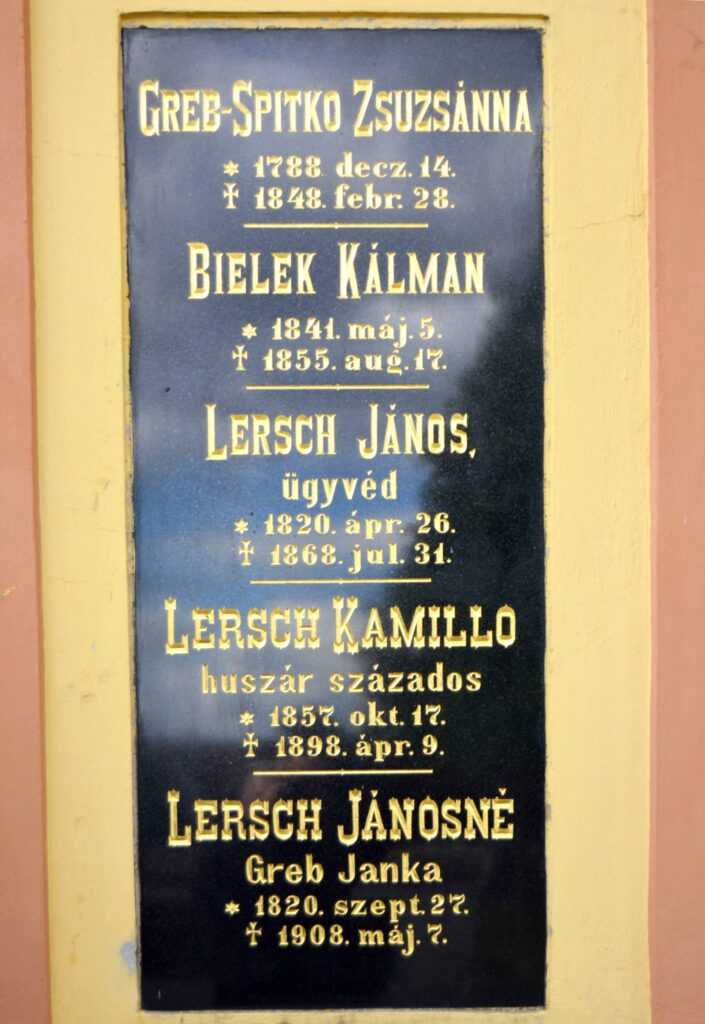 GREB-SPITKO ZSUZSÁNNA
* 1788. decz. 14.
† 1848. febr. 28.
BIELEK KÁLMAN
* 1841. máj. 5.
† 1855. aug. 17.
LERSCH JÁNOS,
ügyvéd
* 1820. ápr. 26.
† 1868. jul. 31.
LERSCH KAMILLO
huszár százados
* 1857. okt. 17.
† 1898. ápr. 9.
LERSCH JÁNOSNÉ
Greb Janka
* 1820. szept. 27.
† 1908. máj. 7.